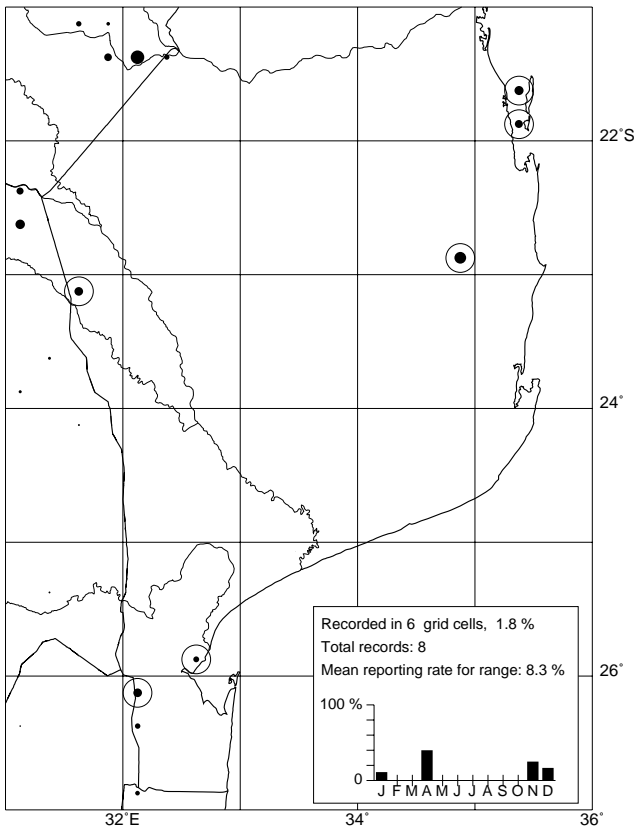 22°S
24°
Recorded in 6 grid cells, 1.8 %
Total records: 8
Mean reporting rate for range: 8.3 %
26°
100 %
0
J F M A M J J A S O N D
32°E
34°
36°